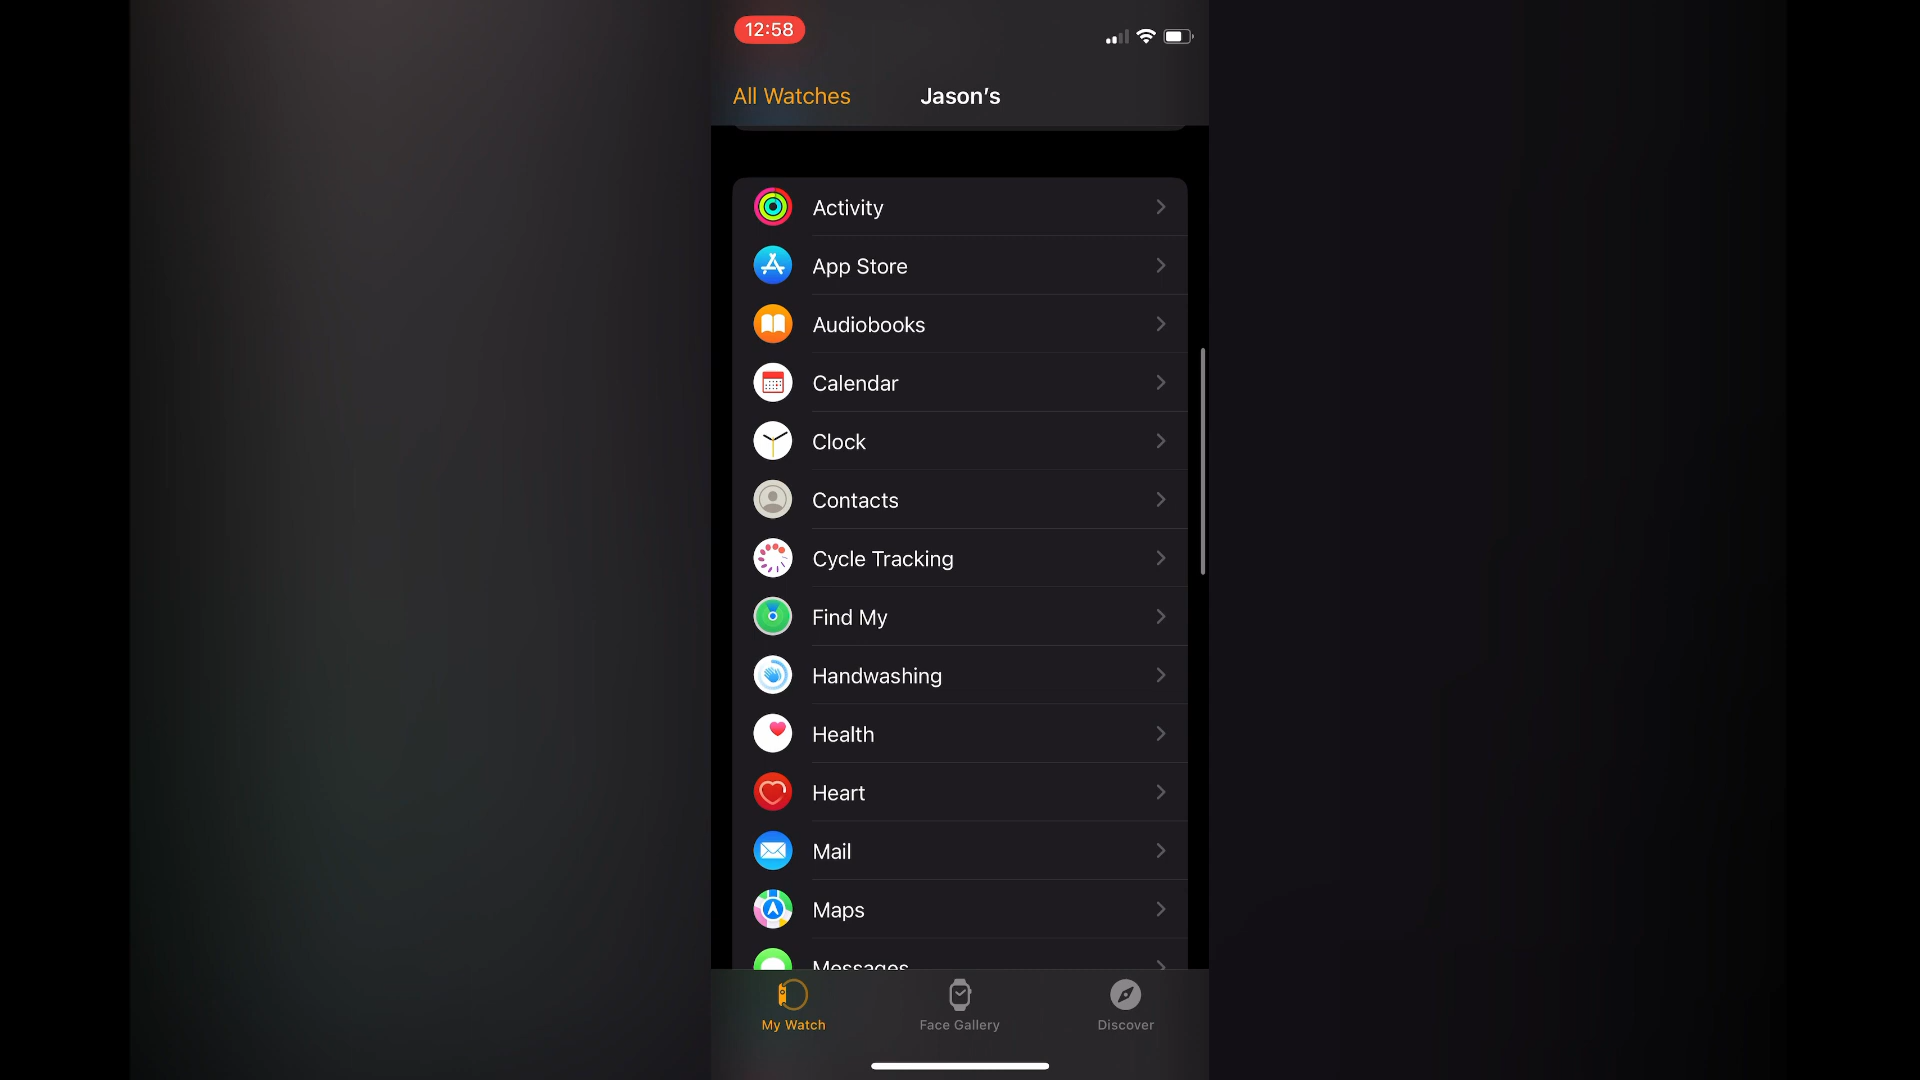 12:58
All Watches
Jason's
Activity
App Store
Audiobooks
Calendar
Clock
Contacts
Cycle Tracking
Find My
Handwashing
Health
Heart
Mail
Maps
Messages
My Watch
Face Gallery
Discover